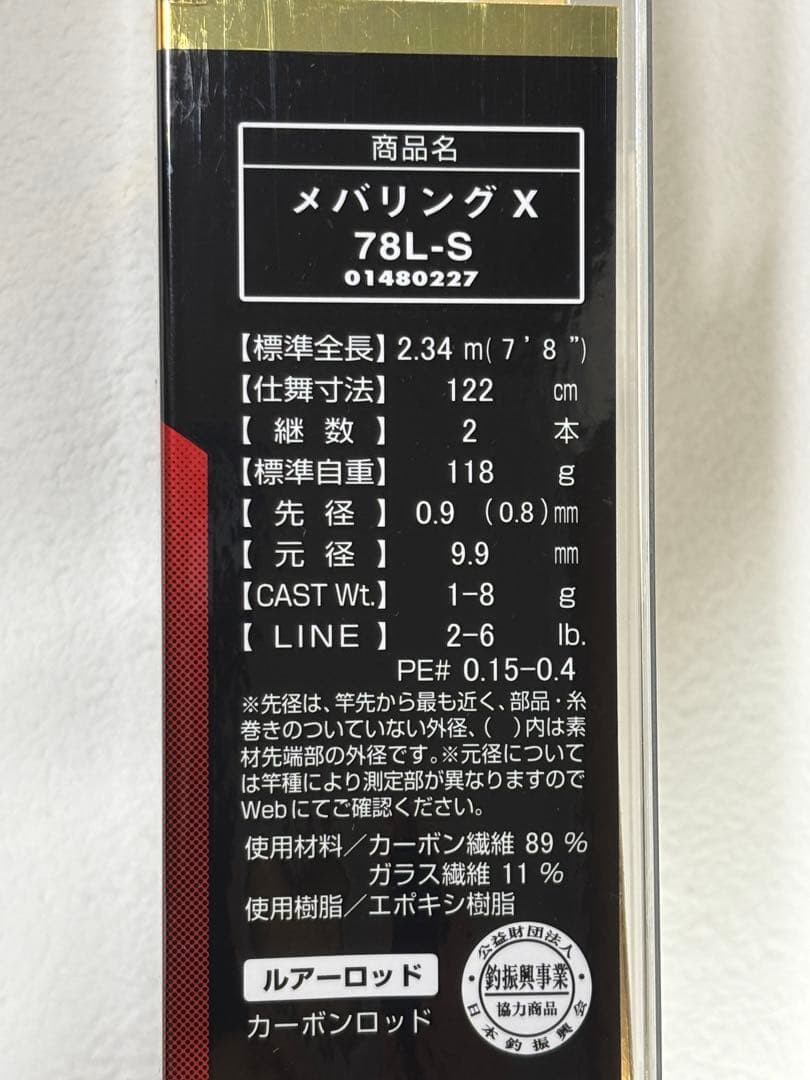 商品名
メバリング X
78L-S
01480227
【標準全長】2.34 m(7’8”)
【仕舞寸法】 122 cm
【 継 数 】 2 本
【標準自重】 118 g
【 先 径 】 0.9 (0.8)mm
【 元 径 】 9.9 mm
【CAST Wt.】 1-8 g
【 LINE 】 2-6 lb.
PE# 0.15-0.4
※先径は、竿先から最も近く、部品・糸
巻きのついていない外径、( )内は素
材先端部の外径です。※元径について
は竿種により測定部が異なりますので
Webにてご確認ください。
使用材料/カーボン繊維 89 %
ガラス繊維 11 %
使用樹脂/エポキシ樹脂
ルアーロッド
カーボンロッド
公益財団法人
釣振興事業
協力商品
日本釣振興会